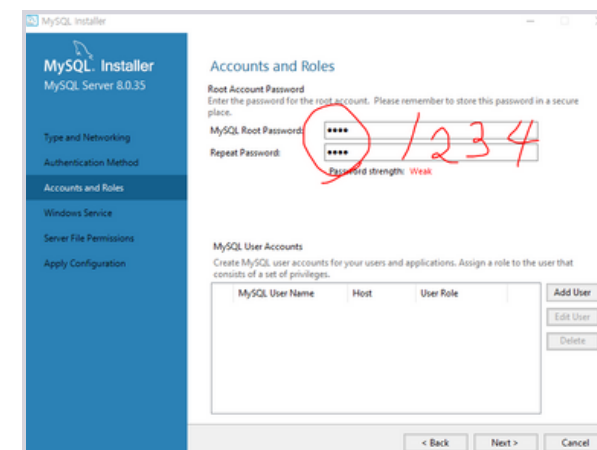 MySQL Installer
MySQL. Installer
MySQL Server 8.0.35
Type and Networking
Authentication Method
Accounts and Roles
Windows Service
Server File Permissions
Apply Configuration
Accounts and Roles
Root Account Password
Enter the password for the root account. Please remember to store this password in a secure
place.
MySQL Root Password: ••••
Repeat Password: ••••
1234
Password strength: Weak
MySQL User Accounts
Create MySQL user accounts for your users and applications. Assign a role to the user that
consists of a set of privileges.
MySQL User Name Host User Role
Add User
Edit User
Delete
< Back Next > Cancel